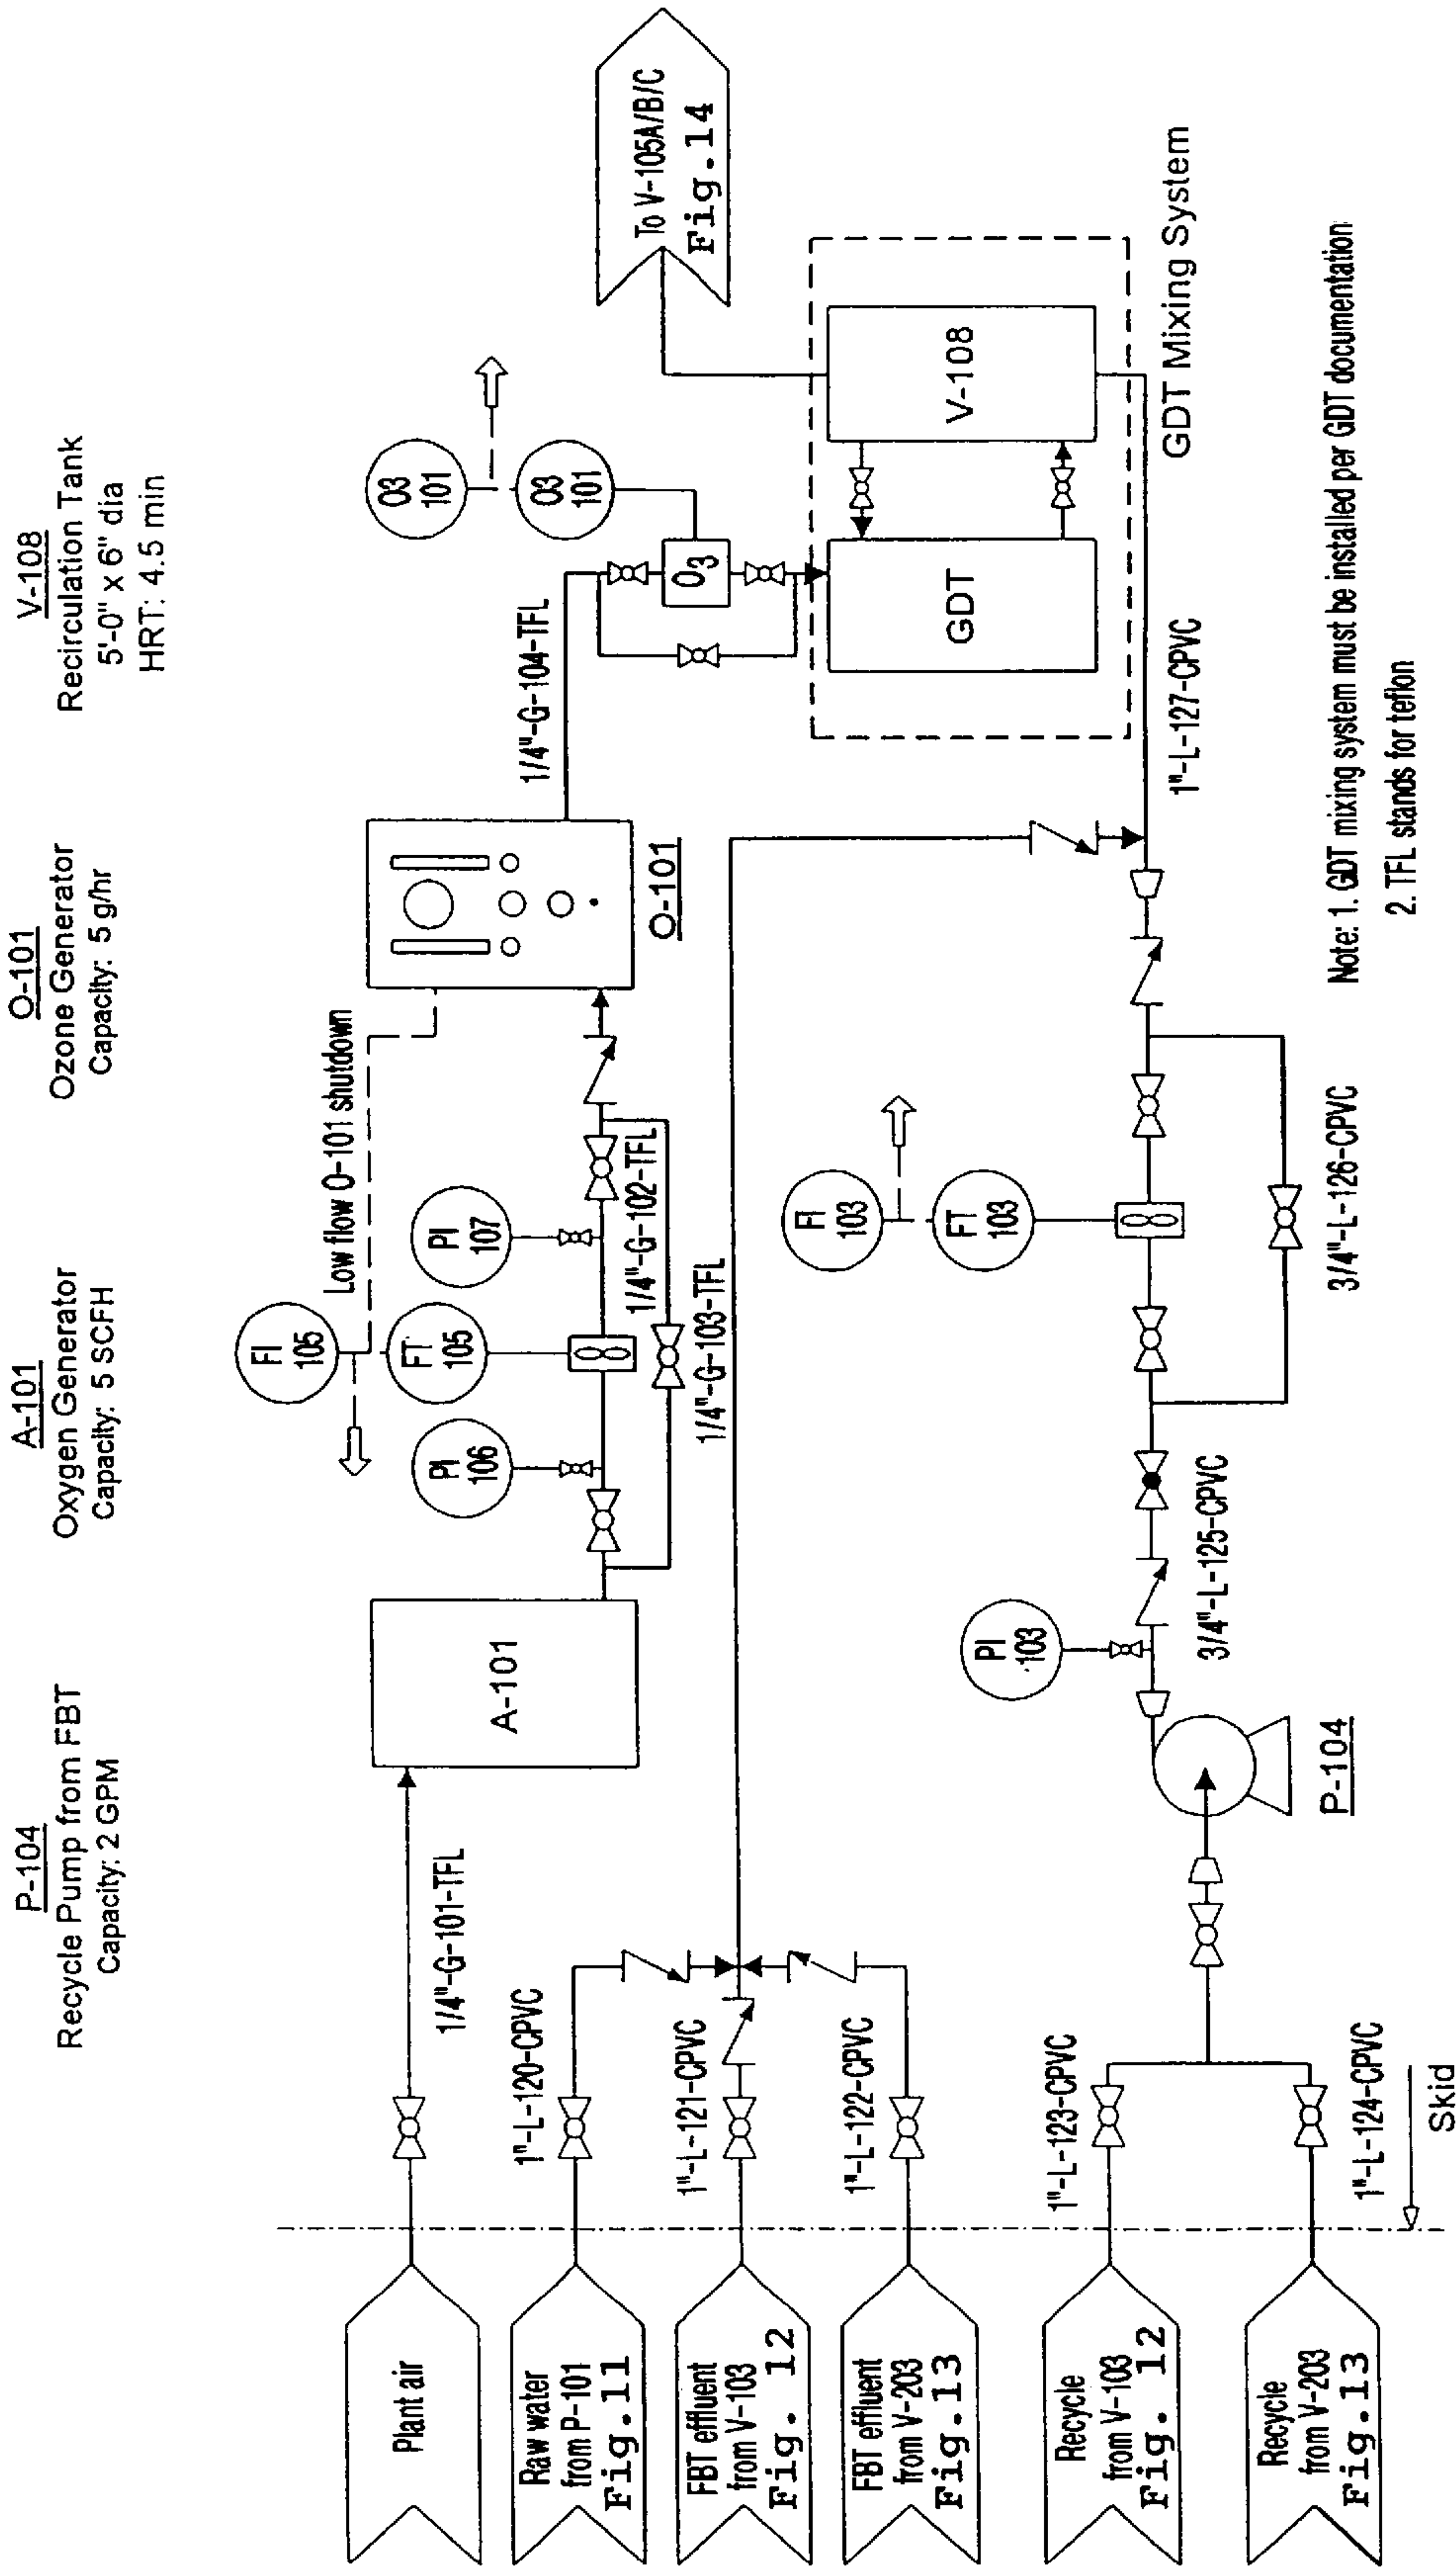 P-104
Recycle Pump from FBT
Capacity: 2 GPM
A-101
Oxygen Generator
Capacity: 5 SCFH
O-101
Ozone Generator
Capacity: 5 g/hr
V-108
Recirculation Tank
5'-0" x 6" dia
HRT: 4.5 min
Plant air
1/4"-G-101-TFL
A-101
FI
105
Low flow O-101 shutdown
FT
105
PI
106
PI
107
1/4"-G-102-TFL
1/4"-G-103-TFL
O-101
1/4"-G-104-TFL
O3
101
O3
101
O3
To V-105A/B/C
Fig.14
GDT
V-108
GDT Mixing System
Raw water
from P-101
Fig.11
1"-L-120-CPVC
FBT effluent
from V-103
Fig. 12
1"-L-121-CPVC
FBT effluent
from V-203
Fig.13
1"-L-122-CPVC
Recycle
from V-103
Fig. 12
1"-L-123-CPVC
Recycle
from V-203
Fig.13
1"-L-124-CPVC
Skid
P-104
PI
103
3/4"-L-125-CPVC
FI
103
FT
103
3/4"-L-126-CPVC
1"-L-127-CPVC
Note: 1. GDT mixing system must be installed per GDT documentation
2. TFL stands for teflon